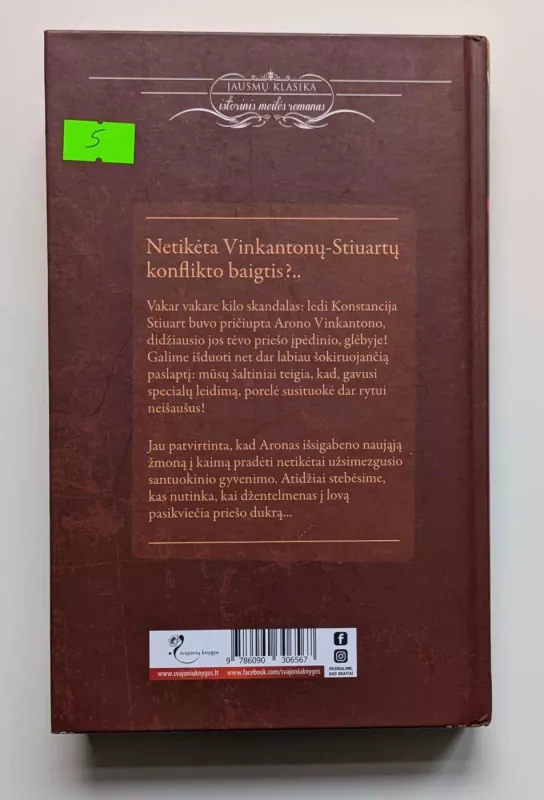 JAUSMŲ KLASIKA
istorinis meilės romanas
5
Netikėta Vinkantonų-Stiuartų
konflikto baigtis?..
Vakar vakare kilo skandalas: ledi Konstancija
Stiuart buvo pričiupta Arono Vinkantono,
didžiausio jos tėvo priešo įpėdinio, glėbyje!
Galime išduoti net dar labiau šokiruojančią
paslaptį: mūsų šaltiniai teigia, kad, gavusi
specialų leidimą, porelė susituokė dar rytui
neišaušus!
Jau patvirtinta, kad Aronas išsigabeno naująją
žmoną į kaimą pradėti netikėtai užsimezgusio
santuokinio gyvenimo. Atidžiai stebėsime,
kas nutinka, kai džentelmenas į lovą
pasikviečia priešo dukrą...
svajonių knygos
9 786090 306567
www.svajoniuknygos.lt www.facebook.com/svajoniuknygos
PASIDALINK,
KĄ SKAITAI